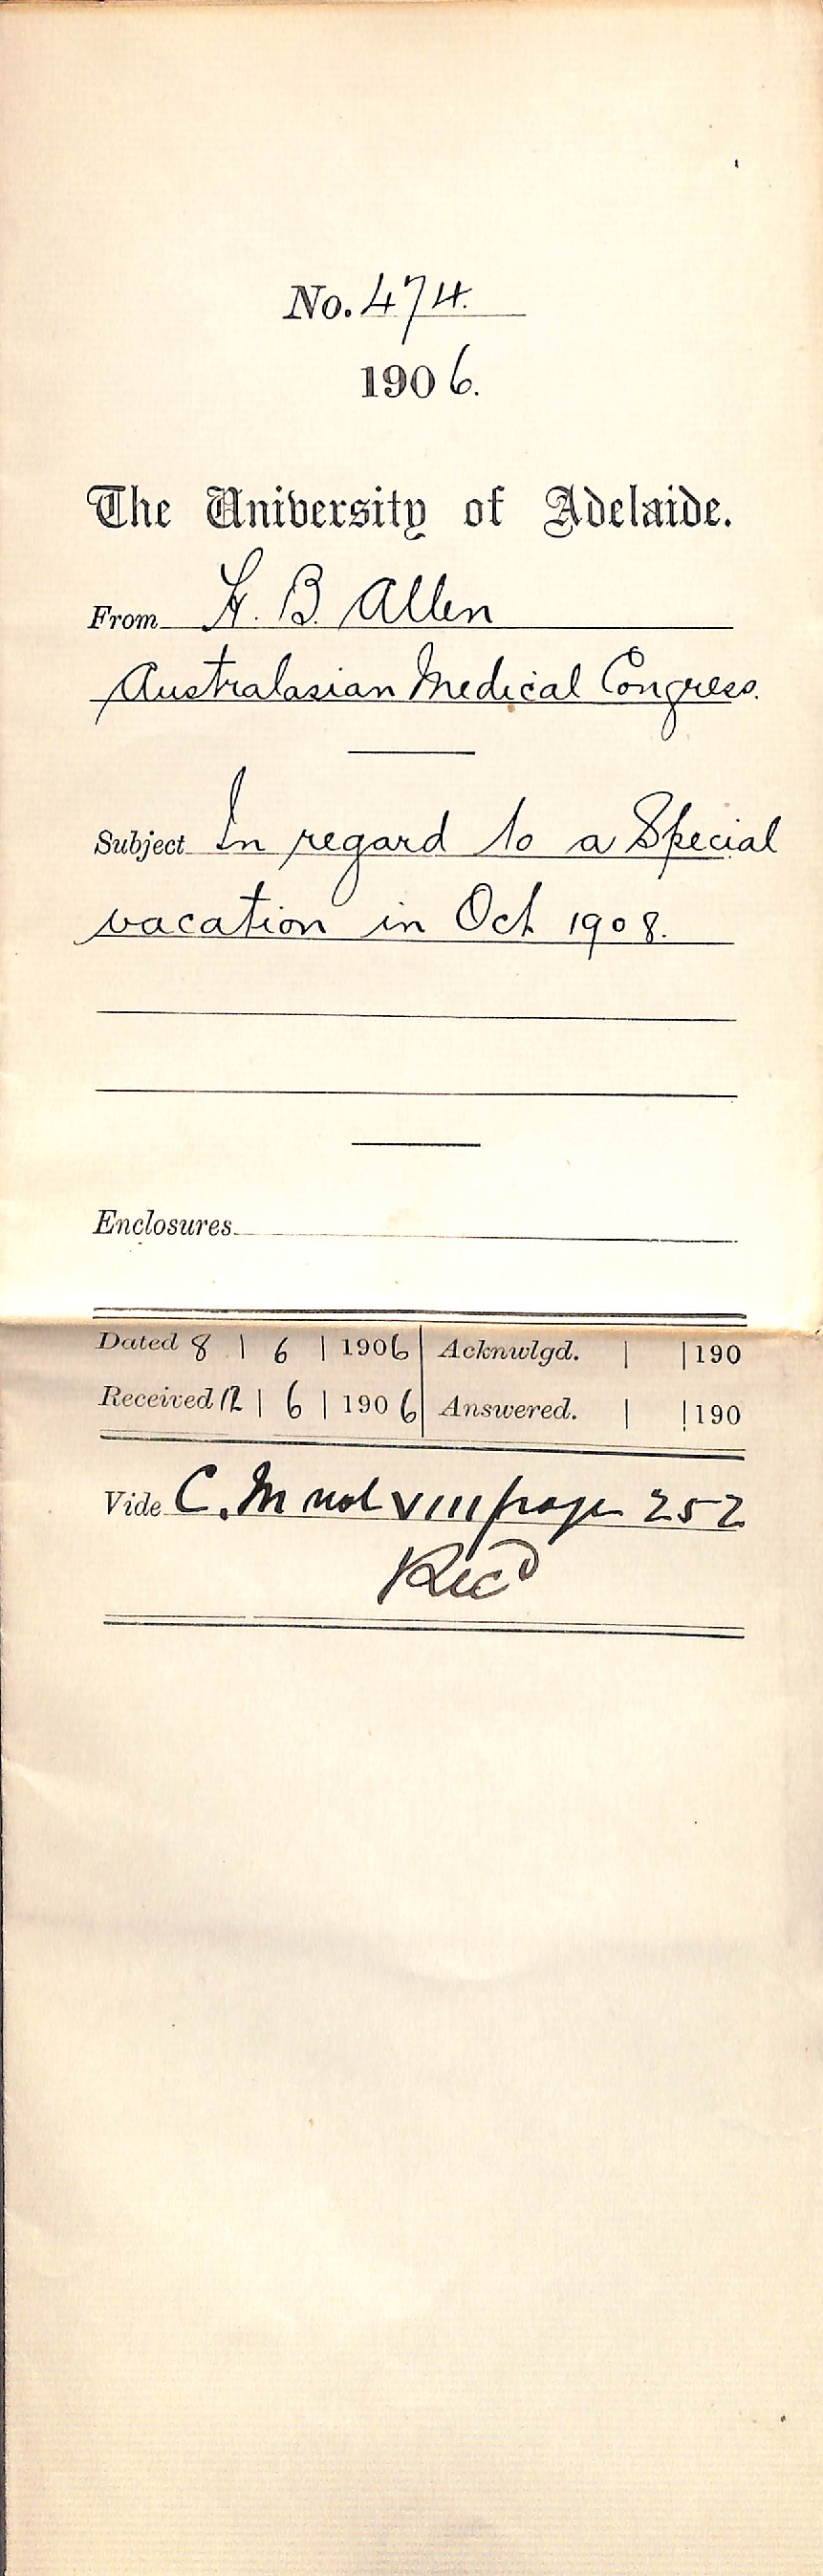 No. 474.
1906.
The University of Adelaide.
From H. B. Allen
Australasian Medical Congress.
Subject In regard to a Special
vacation in Oct 1908.
Enclosures
Dated 8 | 6 | 1906 | Acknwlgd. | | 190
Received 12 | 6 | 1906 | Answered. | | 190
Vide C. M vol VIII page 252
Recd